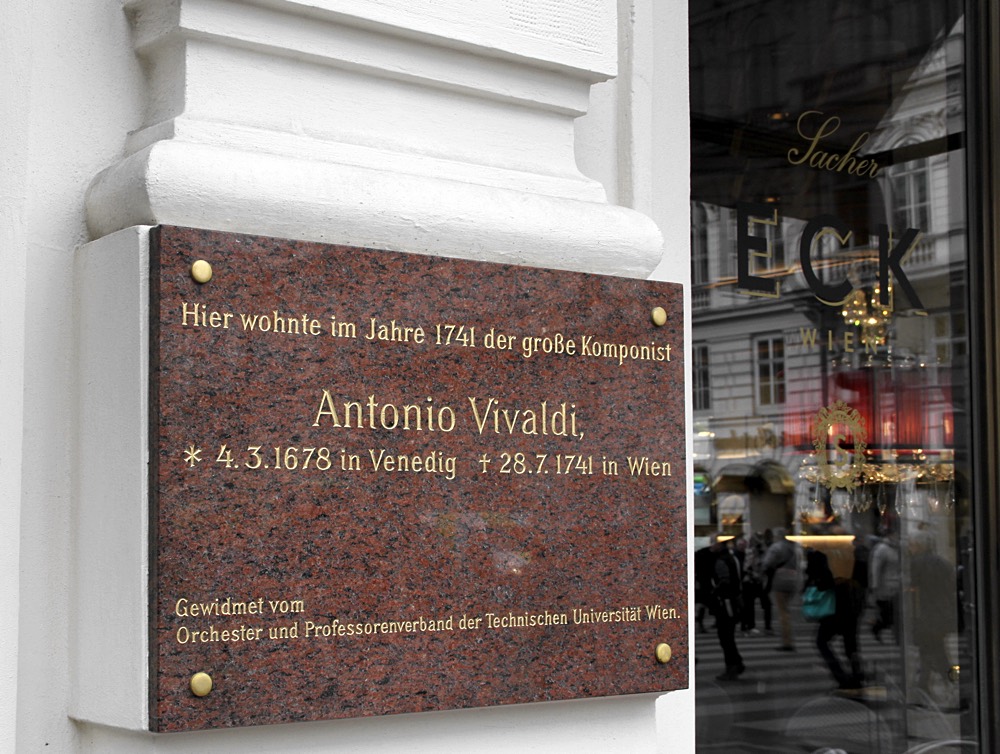 Hier wohnte im Jahre 1741 der große Komponist
Antonio Vivaldi,
* 4.3.1678 in Venedig † 28.7.1741 in Wien
Gewidmet vom
Orchester und Professorenverband der Technischen Universität Wien.
Sacher
ECK
WIEN
S